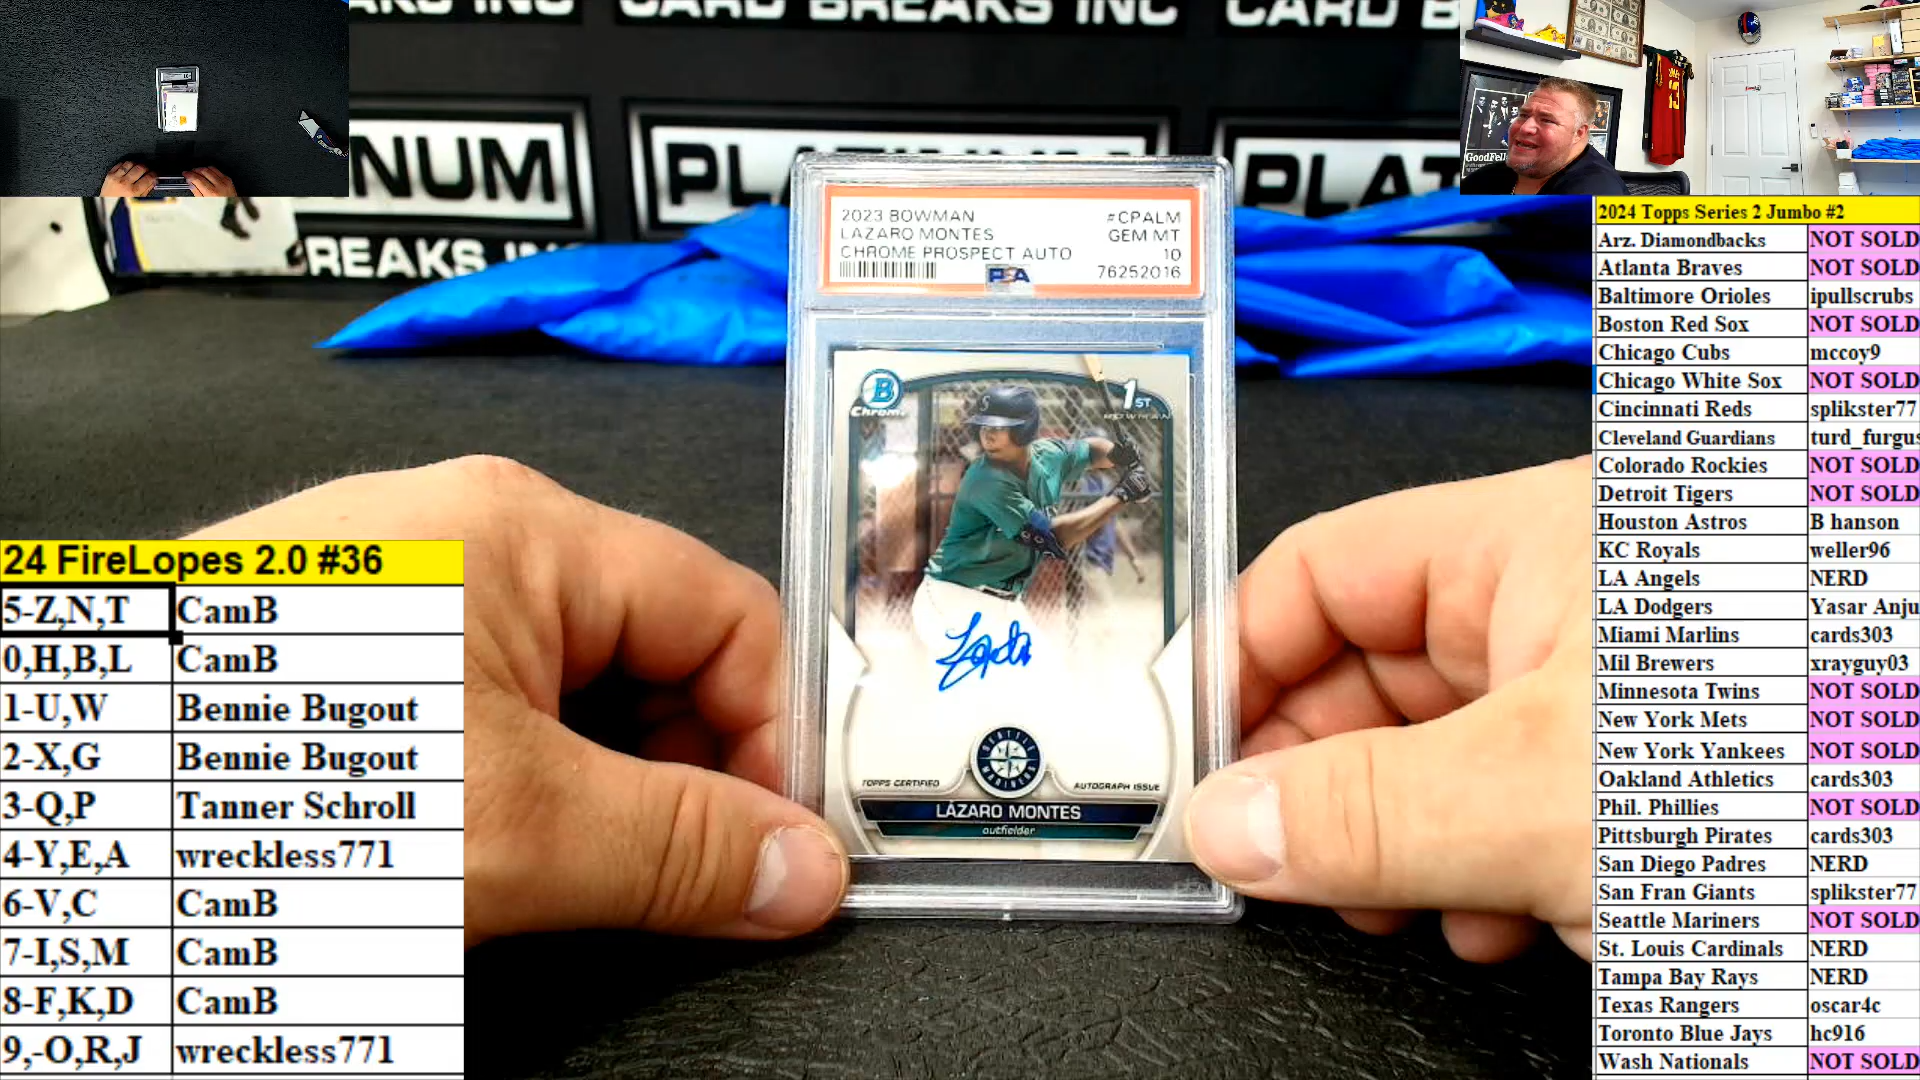 CARD BREAKS INC
CARD B
NUM
BREAKS IN
GoodFell
2023 BOWMAN #CPALM
LAZARO MONTES GEM MT
CHROME PROSPECT AUTO 10
PSA 76252016
B
Chrome
1ST
Lázaro
SEATTLE
MARINERS
TOPPS CERTIFIED AUTOGRAPH ISSUE
LÁZARO MONTES
outfielder
24 FireLopes 2.0 #36
5-Z,N,T CamB
0,H,B,L CamB
1-U,W Bennie Bugout
2-X,G Bennie Bugout
3-Q,P Tanner Schroll
4-Y,E,A wreckless771
6-V,C CamB
7-I,S,M CamB
8-F,K,D CamB
9,-O,R,J wreckless771
2024 Topps Series 2 Jumbo #2
Arz. Diamondbacks NOT SOLD
Atlanta Braves NOT SOLD
Baltimore Orioles ipullscrubs
Boston Red Sox NOT SOLD
Chicago Cubs mccoy9
Chicago White Sox NOT SOLD
Cincinnati Reds splikster77
Cleveland Guardians turd_furgus
Colorado Rockies NOT SOLD
Detroit Tigers NOT SOLD
Houston Astros B hanson
KC Royals weller96
LA Angels NERD
LA Dodgers Yasar Anju
Miami Marlins cards303
Mil Brewers xrayguy03
Minnesota Twins NOT SOLD
New York Mets NOT SOLD
New York Yankees NOT SOLD
Oakland Athletics cards303
Phil. Phillies NOT SOLD
Pittsburgh Pirates cards303
San Diego Padres NERD
San Fran Giants splikster77
Seattle Mariners NOT SOLD
St. Louis Cardinals NERD
Tampa Bay Rays NERD
Texas Rangers oscar4c
Toronto Blue Jays hc916
Wash Nationals NOT SOLD